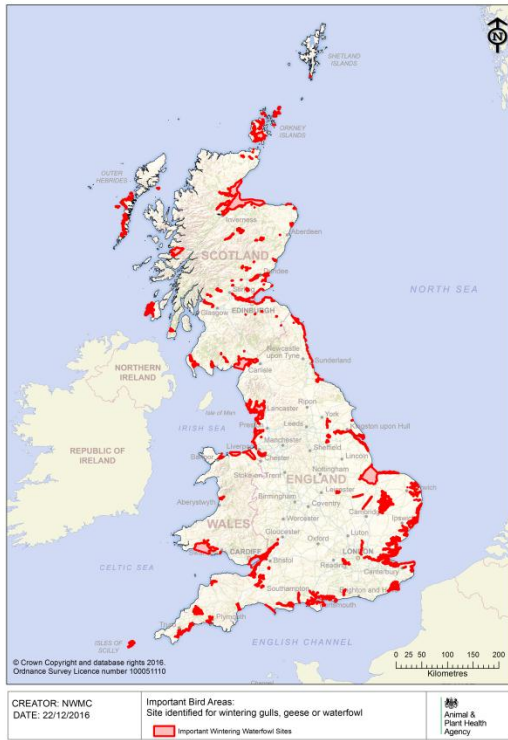 N
SHETLAND
ISLANDS
ORKNEY
ISLANDS
OUTER
HEBRIDES
Inverness
Aberdeen
SCOTLAND
Dundee
Stirling
NORTH SEA
Glasgow
EDINBURGH
Newcastle
upon Tyne
NORTHERN
IRELAND
Carlisle
Sunderland
Isle of Man
Lancaster
Ripon
York
IRISH SEA
Leeds
Kingston upon Hull
REPUBLIC OF
IRELAND
Manchester
Liverpool
Sheffield
Bangor
Chester
Lincoln
Stoke-on-Trent
Nottingham
ENGLAND
Leicester
Aberystwyth
Birmingham
Coventry
Cambridge
WALES
Worcester
Gloucester
Luton
Oxford
CELTIC SEA
CARDIFF
LONDON
Bristol
Reading
Canterbury
Southampton
Brighton and H
Portsmouth
Plymouth
ISLES OF
SCILLY
ENGLISH CHANNEL
0 25 50 100 150 200
Kilometres
© Crown Copyright and database rights 2016.
Ordnance Survey Licence number 100051110
CREATOR: NWMC
DATE: 22/12/2016
Important Bird Areas:
Site identified for wintering gulls, geese or waterfowl
Important Wintering Waterfowl Sites
Animal &
Plant Health
Agency